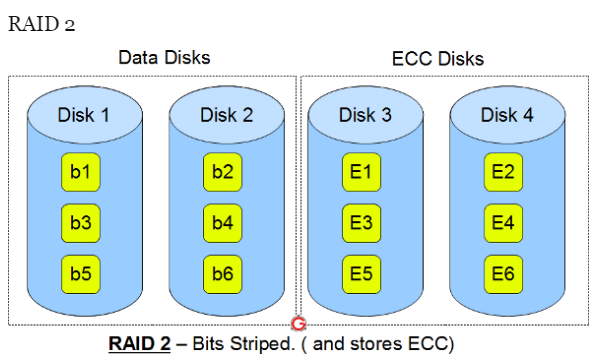 RAID 2
Data Disks ECC Disks
Disk 1 Disk 2 Disk 3 Disk 4
b1 b2 E1 E2
b3 b4 E3 E4
b5 b6 E5 E6
G
RAID 2 – Bits Striped. ( and stores ECC)